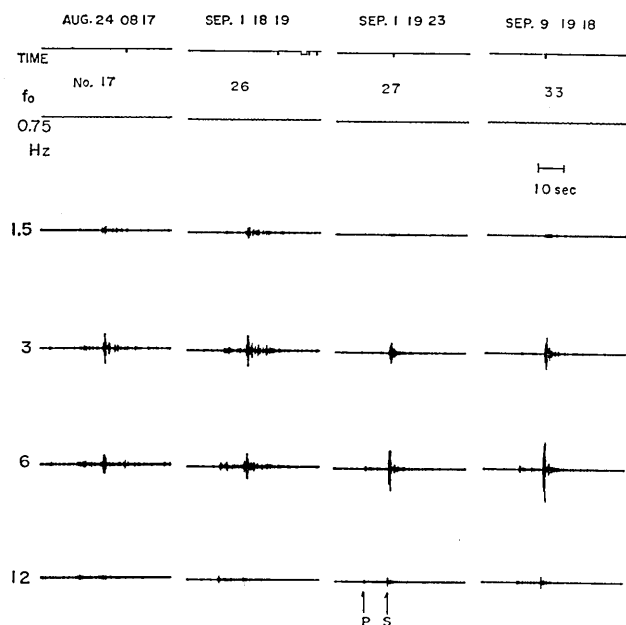 AUG. 24 08 17 SEP. 1 18 19 SEP. 1 19 23 SEP. 9 19 18
TIME
No. 17 26 27 33
fo
0.75
Hz
10 sec
1.5
3
6
12
P S